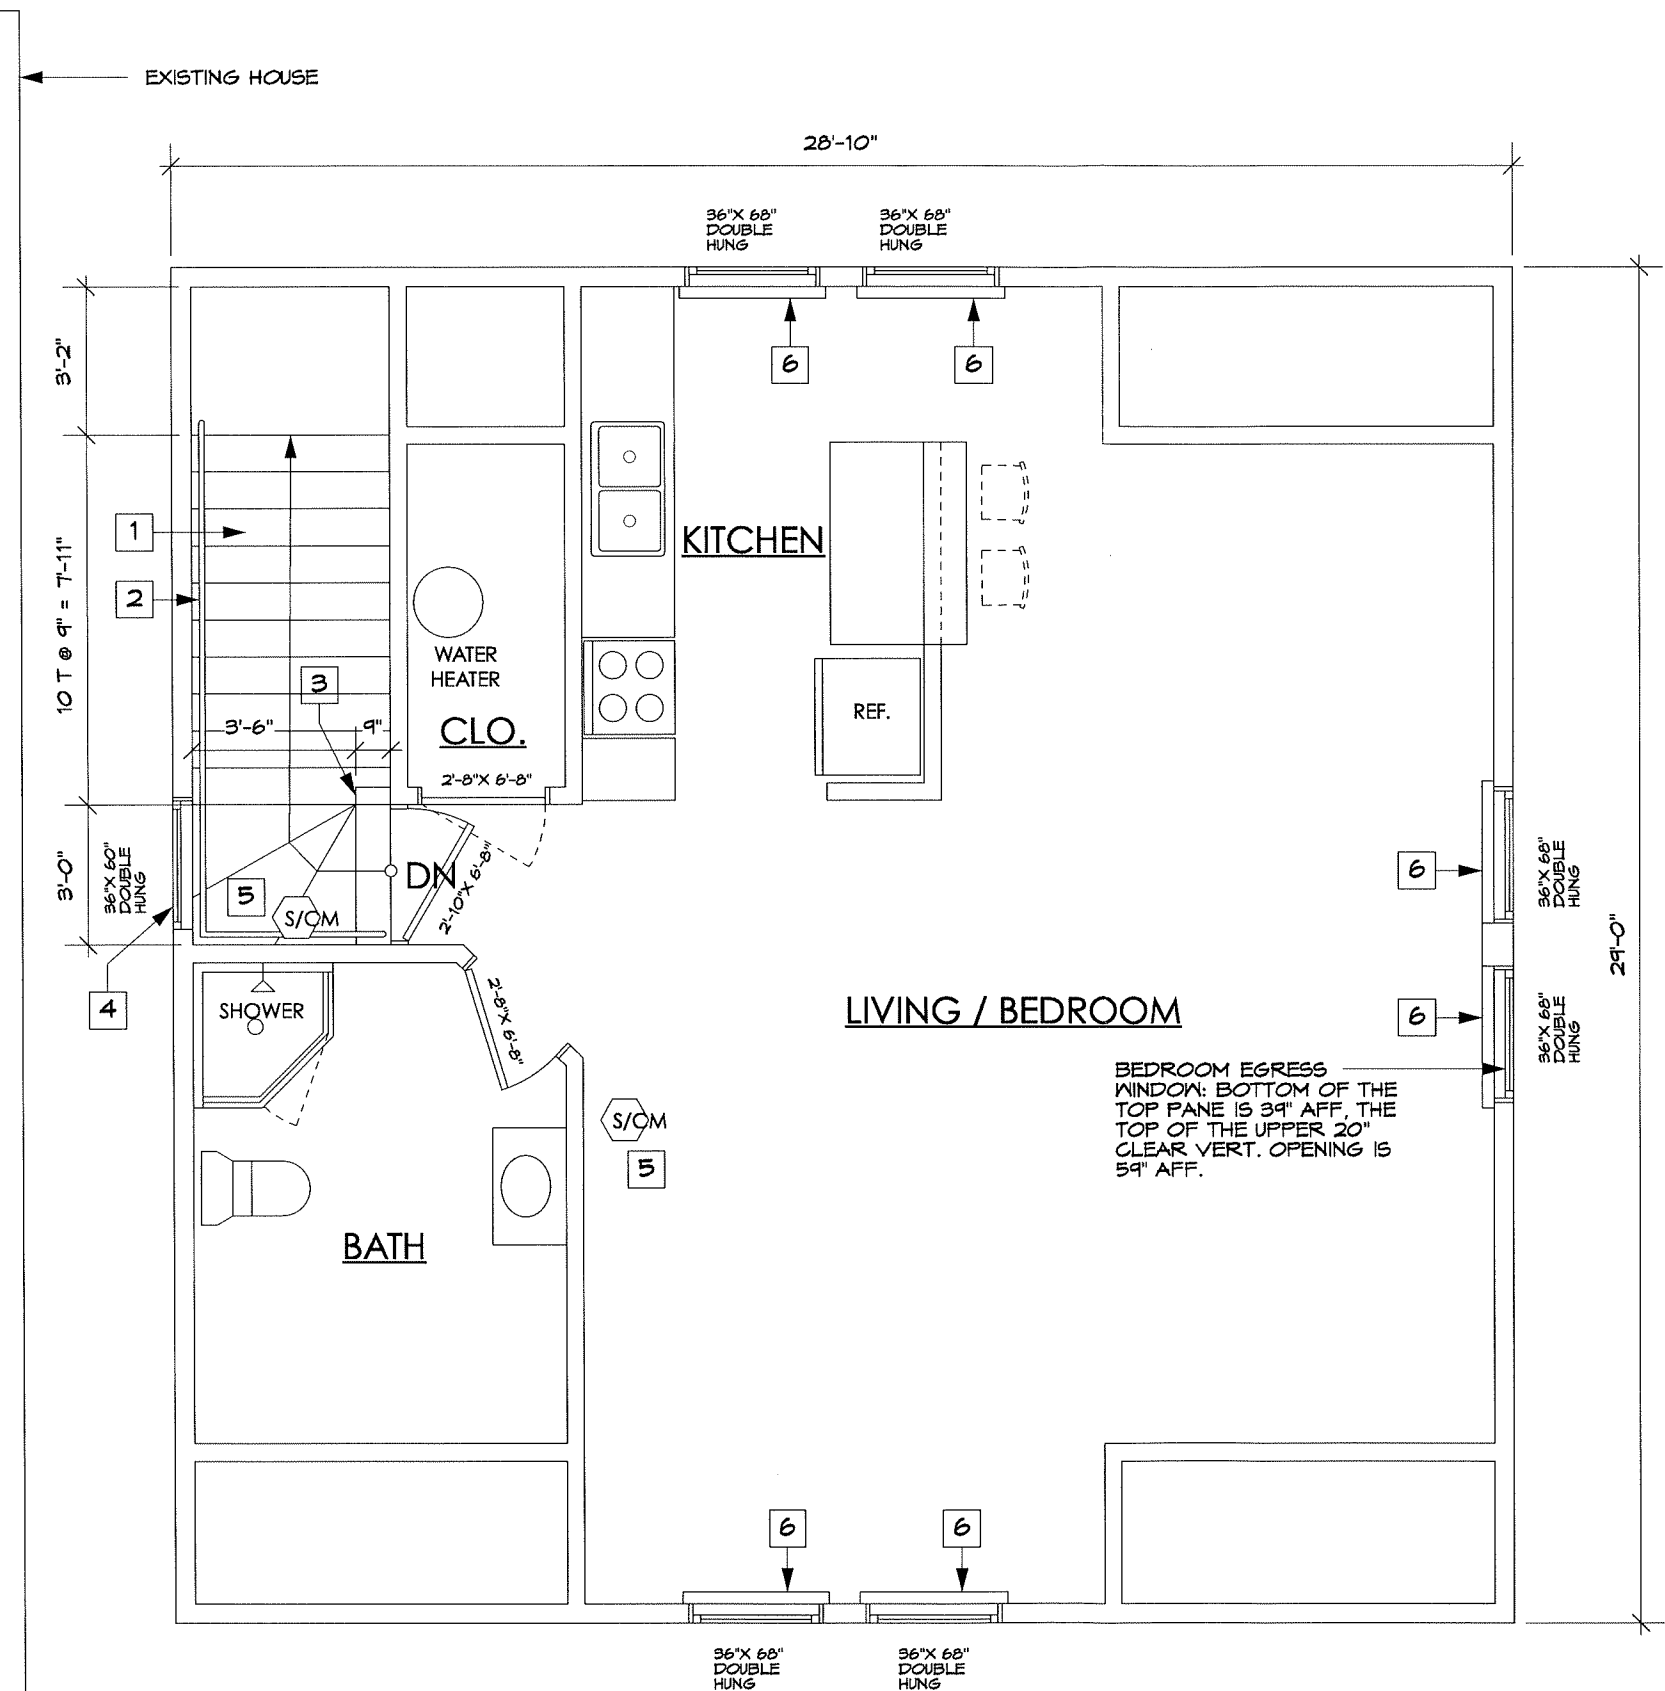 EXISTING HOUSE
28'-10"
36"X 68"
DOUBLE
HUNG
36"X 68"
DOUBLE
HUNG
6
6
3'-2"
10 T @ 9" = 7'-11"
3'-0"
1
2
3
3'-6"
9"
WATER
HEATER
CLO.
2'-8"X 6'-8"
KITCHEN
REF.
36"X 60"
DOUBLE
HUNG
5
S/CM
DN
2'-10"X 6'-8"
4
SHOWER
2'-8"X 6'-8"
6
36"X 68"
DOUBLE
HUNG
29'-0"
LIVING / BEDROOM
6
36"X 68"
DOUBLE
HUNG
BEDROOM EGRESS
WINDOW: BOTTOM OF THE
TOP PANE IS 39" AFF, THE
TOP OF THE UPPER 20"
CLEAR VERT. OPENING IS
59" AFF.
S/CM
5
BATH
6
6
36"X 68"
DOUBLE
HUNG
36"X 68"
DOUBLE
HUNG